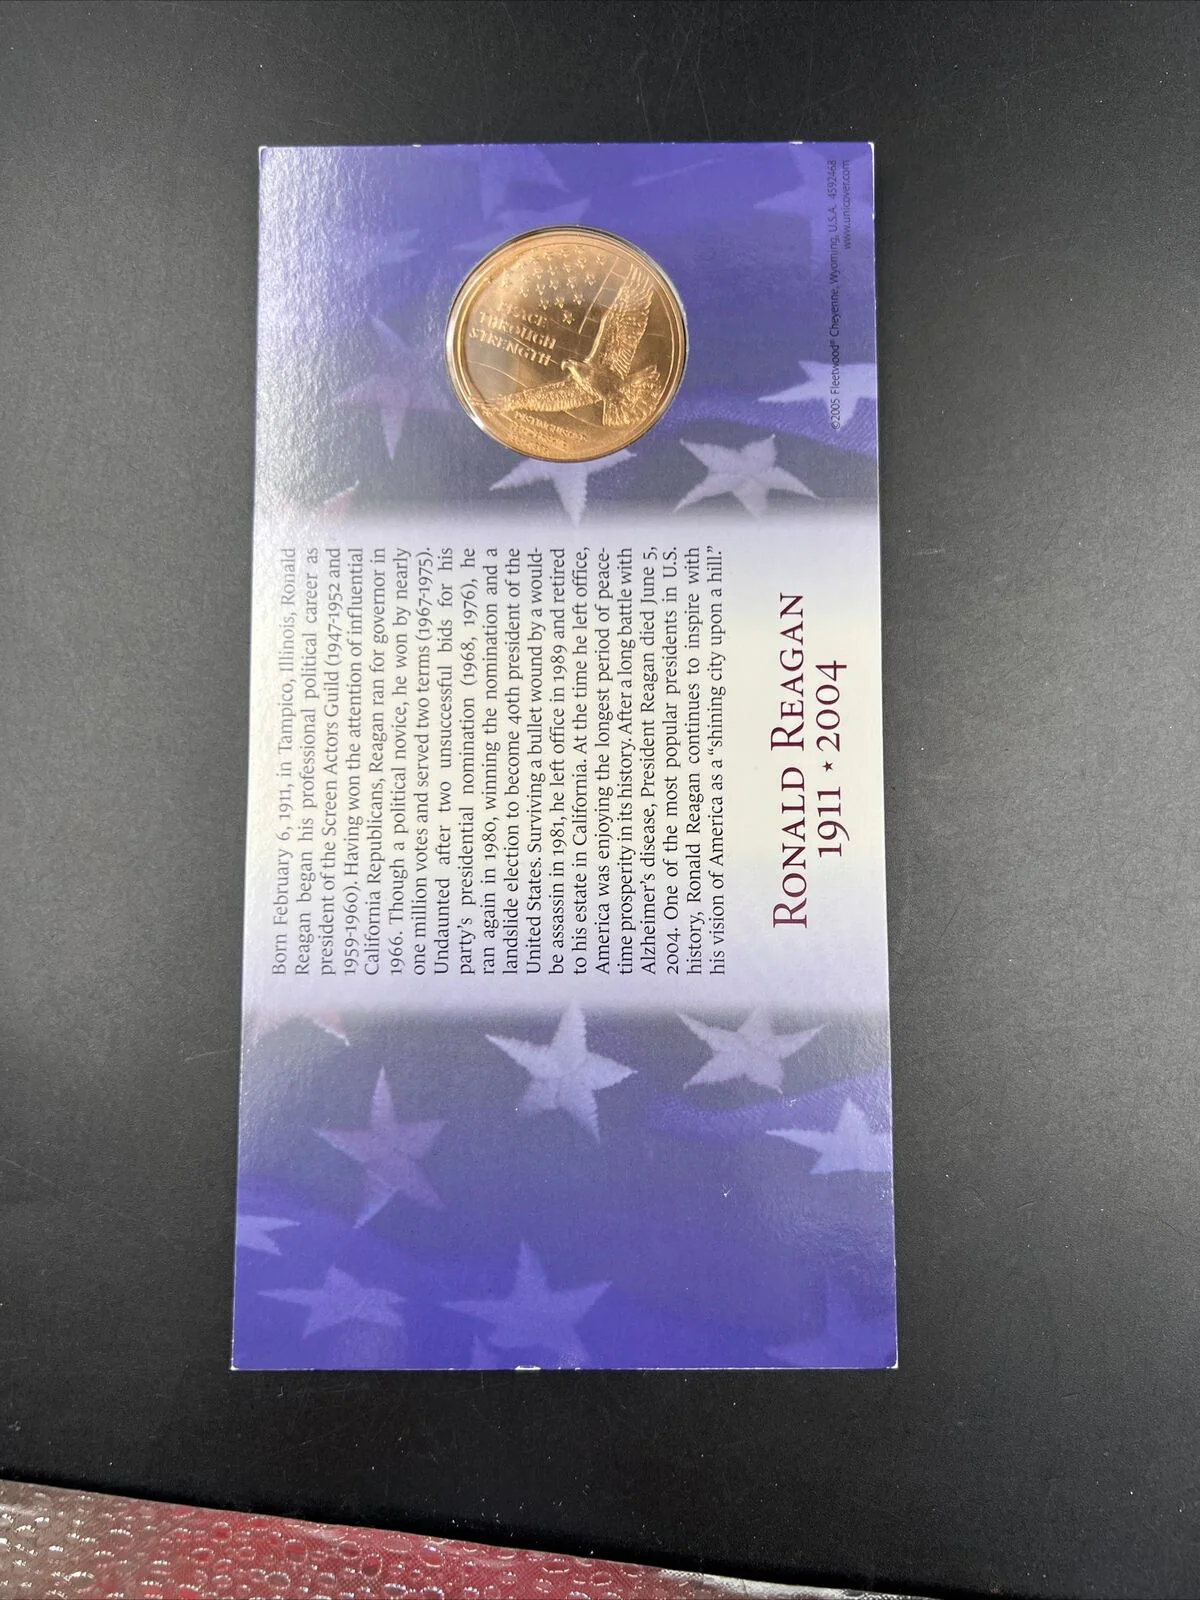 Born February 6, 1911, in Tampico, Illinois, Ronald
Reagan began his professional political career as
president of the Screen Actors Guild (1947-1952 and
1959-1960). Having won the attention of influential
California Republicans, Reagan ran for governor in
1966. Though a political novice, he won by nearly
one million votes and served two terms (1967-1975).
Undaunted after two unsuccessful bids for his
party's presidential nomination (1968, 1976), he
ran again in 1980, winning the nomination and a
landslide election to become 40th president of the
United States. Surviving a bullet wound by a would-
be assassin in 1981, he left office in 1989 and retired
to his estate in California. At the time he left office,
America was enjoying the longest period of peace-
time prosperity in its history. After a long battle with
Alzheimer's disease, President Reagan died June 5,
2004. One of the most popular presidents in U.S.
history, Ronald Reagan continues to inspire with
his vision of America as a “shining city upon a hill.”
RONALD REAGAN
1911 ★ 2004
PEACE
THROUGH
STRENGTH
©2005 Fleetwood® Cheyenne, Wyoming, U.S.A. 4592468
www.unicover.com